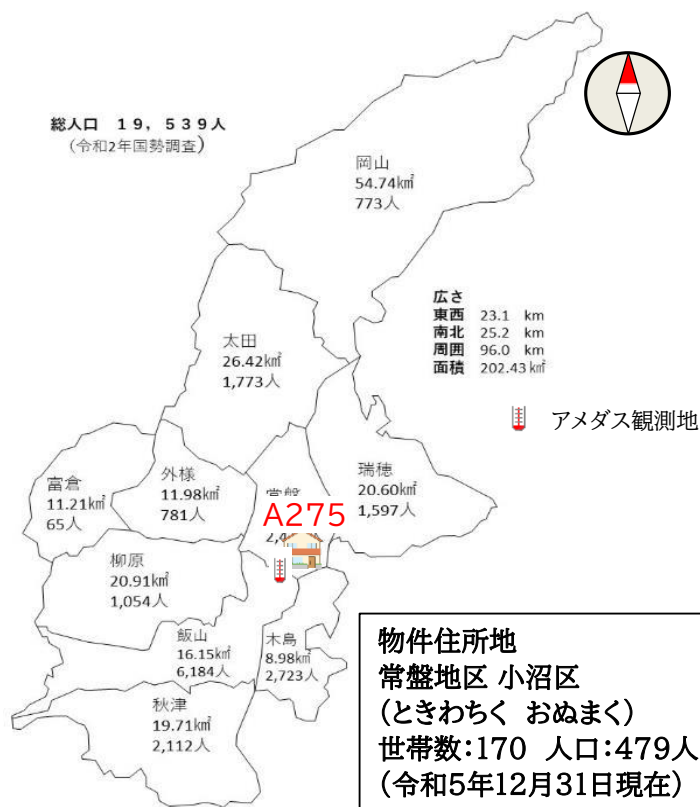 総人口 19,539人
(令和2年国勢調査)
岡山
54.74㎢
773人
広さ
東西 23.1 km
南北 25.2 km
周囲 96.0 km
面積 202.43㎢
アメダス観測地
太田
26.42㎢
1,773人
瑞穂
20.60㎢
1,597人
外様
11.98㎢
781人
富倉
11.21㎢
65人
常盤
A275
柳原
20.91㎢
1,054人
飯山
16.15㎢
6,184人
木島
8.98㎢
2,723人
秋津
19.71㎢
2,112人
物件住所地
常盤地区 小沼区
(ときわちく おぬまく)
世帯数:170 人口:479人
(令和5年12月31日現在)